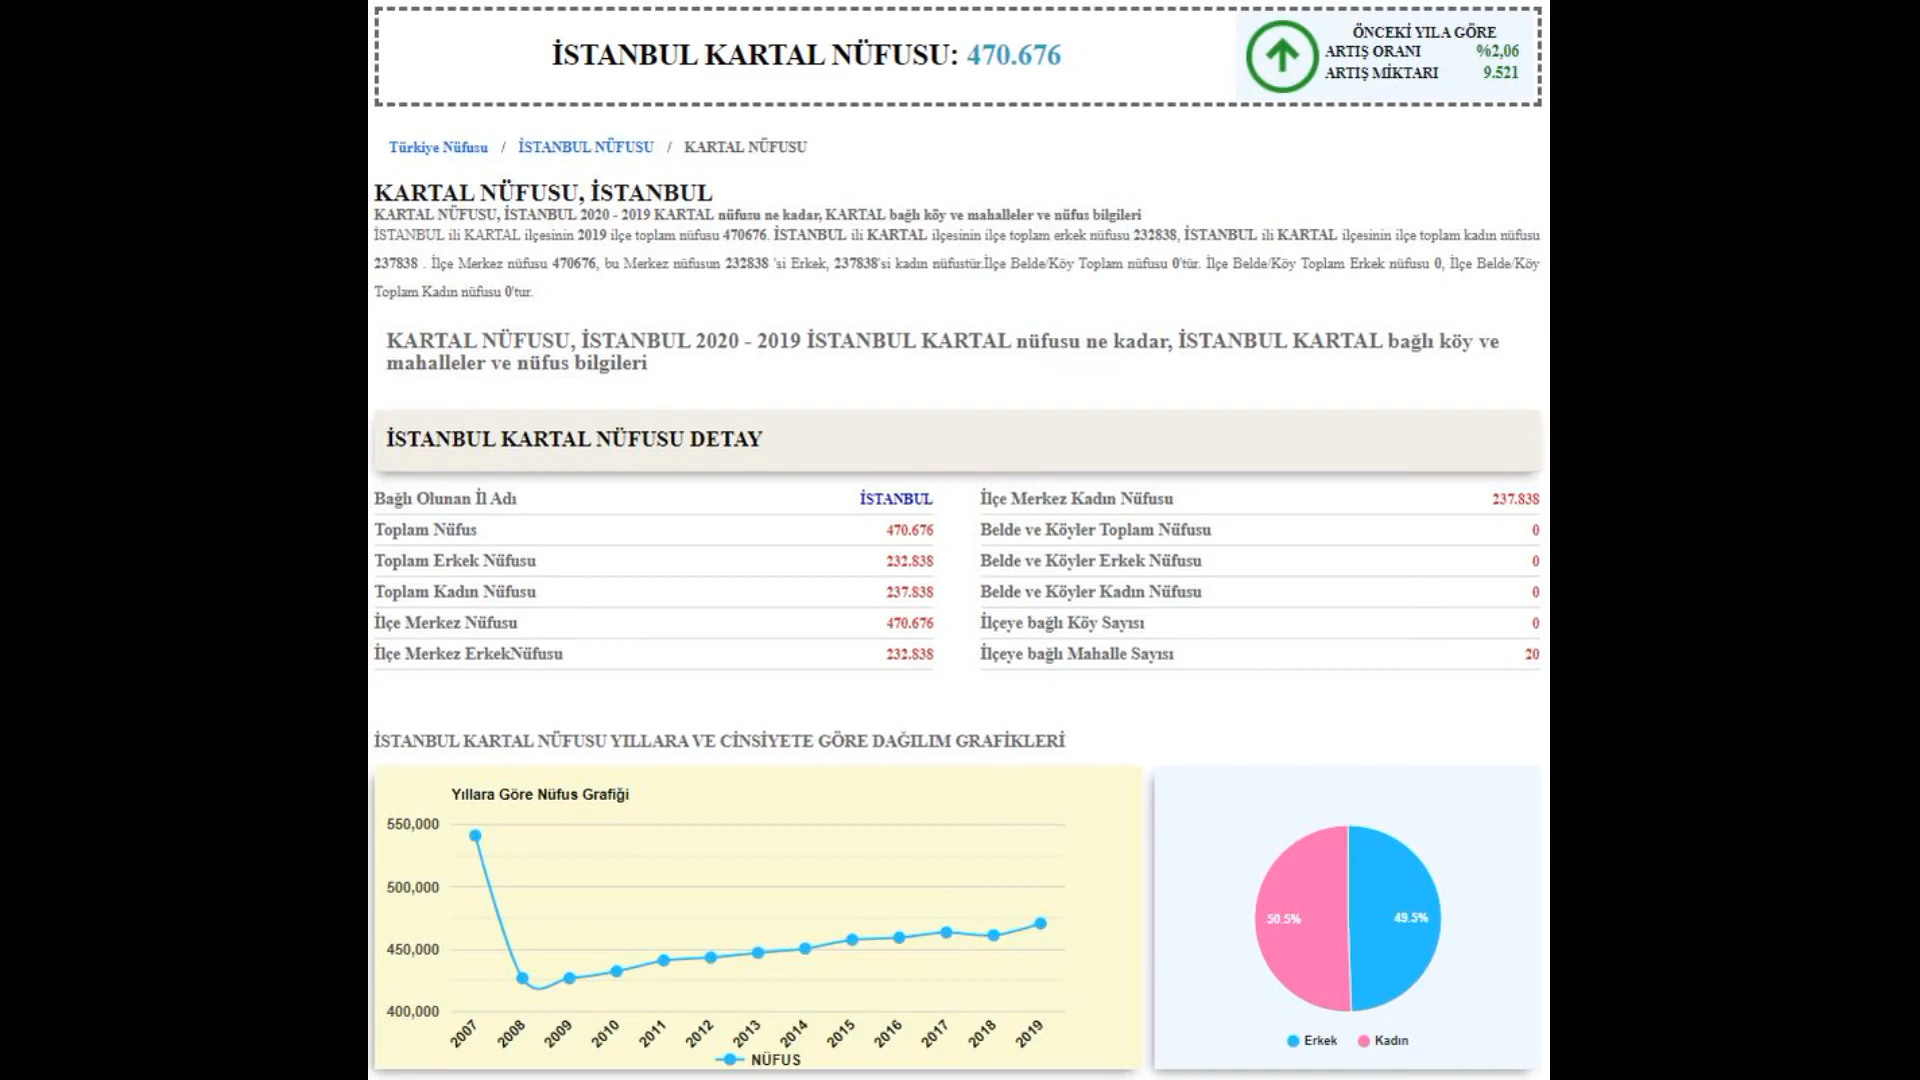 İSTANBUL KARTAL NÜFUSU: 470.676
ÖNCEKİ YILA GÖRE
ARTIŞ ORANI %2,06
ARTIŞ MİKTARI 9.521
Türkiye Nüfusu / İSTANBUL NÜFUSU / KARTAL NÜFUSU
KARTAL NÜFUSU, İSTANBUL
KARTAL NÜFUSU, İSTANBUL 2020 - 2019 KARTAL nüfusu ne kadar, KARTAL bağlı köy ve mahalleler ve nüfus bilgileri
İSTANBUL ili KARTAL ilçesinin 2019 ilçe toplam nüfusu 470676. İSTANBUL ili KARTAL ilçesinin ilçe toplam erkek nüfusu 232838, İSTANBUL ili KARTAL ilçesinin ilçe toplam kadın nüfusu
237838 . İlçe Merkez nüfusu 470676, bu Merkez nüfusun 232838 'si Erkek, 237838'si kadın nüfustür.İlçe Belde/Köy Toplam nüfusu 0'tür. İlçe Belde/Köy Toplam Erkek nüfusu 0, İlçe Belde/Köy
Toplam Kadın nüfusu 0'tur.
KARTAL NÜFUSU, İSTANBUL 2020 - 2019 İSTANBUL KARTAL nüfusu ne kadar, İSTANBUL KARTAL bağlı köy ve
mahalleler ve nüfus bilgileri
İSTANBUL KARTAL NÜFUSU DETAY
Bağlı Olunan İl Adı İSTANBUL
Toplam Nüfus 470.676
Toplam Erkek Nüfusu 232.838
Toplam Kadın Nüfusu 237.838
İlçe Merkez Nüfusu 470.676
İlçe Merkez ErkekNüfusu 232.838
İlçe Merkez Kadın Nüfusu 237.838
Belde ve Köyler Toplam Nüfusu 0
Belde ve Köyler Erkek Nüfusu 0
Belde ve Köyler Kadın Nüfusu 0
İlçeye bağlı Köy Sayısı 0
İlçeye bağlı Mahalle Sayısı 20
İSTANBUL KARTAL NÜFUSU YILLARA VE CİNSİYETE GÖRE DAĞILIM GRAFİKLERİ
Yıllara Göre Nüfus Grafiği
550,000
500,000
450,000
400,000
2007 2008 2009 2010 2011 2012 2013 2014 2015 2016 2017 2018 2019
NÜFUS
50.5% 49.5%
Erkek Kadın